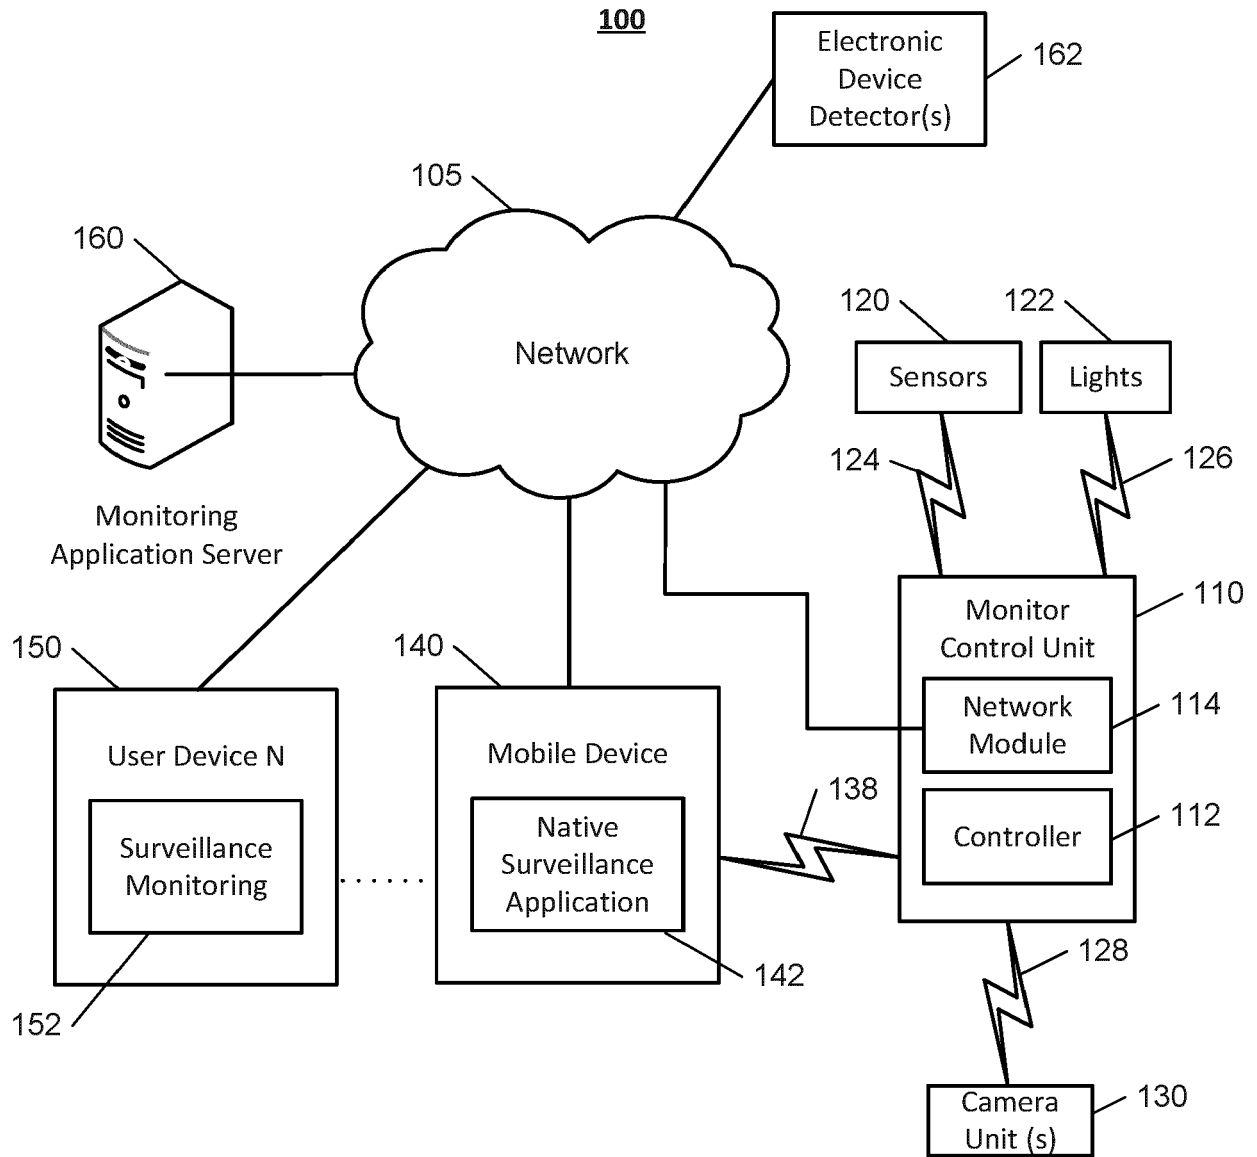 100
Electronic
Device
Detector(s)
162
105
160
Network
120
122
Sensors
Lights
124
126
Monitoring
Application Server
110
Monitor
Control Unit
150
140
114
Network
Module
User Device N
Mobile Device
138
112
Controller
Surveillance
Monitoring
Native
Surveillance
Application
128
142
152
Camera
Unit (s)
130